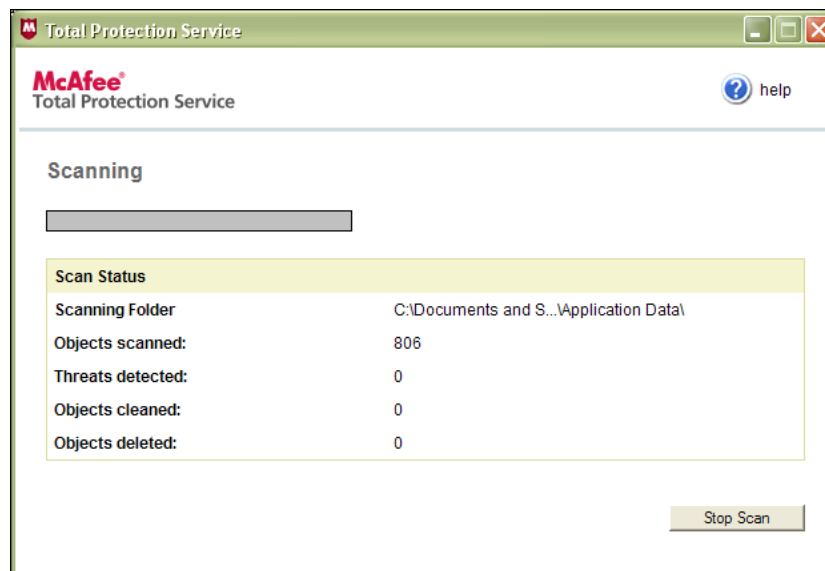 Total Protection Service
McAfee®
Total Protection Service
? help
Scanning
Scan Status
Scanning Folder C:\Documents and S...\Application Data\
Objects scanned: 806
Threats detected: 0
Objects cleaned: 0
Objects deleted: 0
Stop Scan